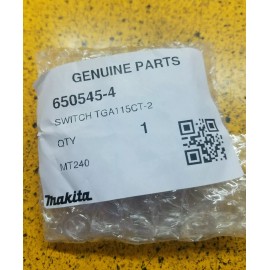 GENUINE PARTS
650545-4
SWITCH TGA115CT-2
QTY 1
MT240
makita